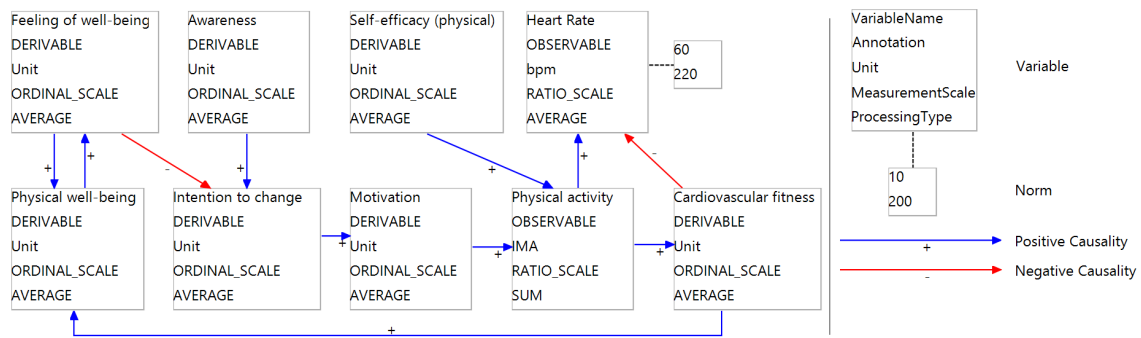 Feeling of well-being
DERIVABLE
Unit
ORDINAL_SCALE
AVERAGE
Awareness
DERIVABLE
Unit
ORDINAL_SCALE
AVERAGE
Self-efficacy (physical)
DERIVABLE
Unit
ORDINAL_SCALE
AVERAGE
Heart Rate
OBSERVABLE
bpm
RATIO_SCALE
AVERAGE
60
220
+
+
-
+
+
+
-
Physical well-being
DERIVABLE
Unit
ORDINAL_SCALE
AVERAGE
Intention to change
DERIVABLE
Unit
ORDINAL_SCALE
AVERAGE
+
Motivation
DERIVABLE
Unit
ORDINAL_SCALE
AVERAGE
+
Physical activity
OBSERVABLE
IMA
RATIO_SCALE
SUM
+
Cardiovascular fitness
DERIVABLE
Unit
ORDINAL_SCALE
AVERAGE
+
VariableName
Annotation
Unit
MeasurementScale
ProcessingType
Variable
10
200
Norm
+
Positive Causality
-
Negative Causality